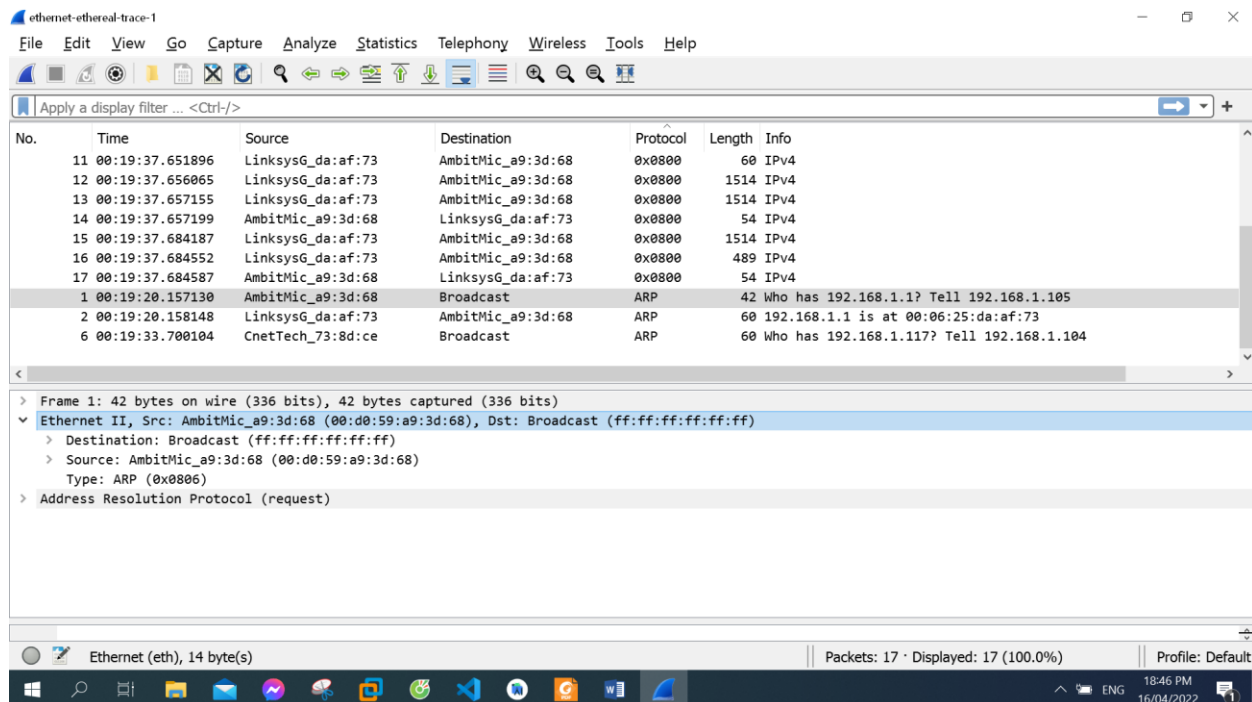 ethernet-ethereal-trace-1
File Edit View Go Capture Analyze Statistics Telephony Wireless Tools Help
Apply a display filter ... <Ctrl-/>
No. Time Source Destination Protocol Length Info
11 00:19:37.651896 LinksysG_da:af:73 AmbitMic_a9:3d:68 0x0800 60 IPv4
12 00:19:37.656065 LinksysG_da:af:73 AmbitMic_a9:3d:68 0x0800 1514 IPv4
13 00:19:37.657155 LinksysG_da:af:73 AmbitMic_a9:3d:68 0x0800 1514 IPv4
14 00:19:37.657199 AmbitMic_a9:3d:68 LinksysG_da:af:73 0x0800 54 IPv4
15 00:19:37.684187 LinksysG_da:af:73 AmbitMic_a9:3d:68 0x0800 1514 IPv4
16 00:19:37.684552 LinksysG_da:af:73 AmbitMic_a9:3d:68 0x0800 489 IPv4
17 00:19:37.684587 AmbitMic_a9:3d:68 LinksysG_da:af:73 0x0800 54 IPv4
1 00:19:20.157130 AmbitMic_a9:3d:68 Broadcast ARP 42 Who has 192.168.1.1? Tell 192.168.1.105
2 00:19:20.158148 LinksysG_da:af:73 AmbitMic_a9:3d:68 ARP 60 192.168.1.1 is at 00:06:25:da:af:73
6 00:19:33.700104 CnetTech_73:8d:ce Broadcast ARP 60 Who has 192.168.1.117? Tell 192.168.1.104
Frame 1: 42 bytes on wire (336 bits), 42 bytes captured (336 bits)
Ethernet II, Src: AmbitMic_a9:3d:68 (00:d0:59:a9:3d:68), Dst: Broadcast (ff:ff:ff:ff:ff:ff)
Destination: Broadcast (ff:ff:ff:ff:ff:ff)
Source: AmbitMic_a9:3d:68 (00:d0:59:a9:3d:68)
Type: ARP (0x0806)
Address Resolution Protocol (request)
Ethernet (eth), 14 byte(s) Packets: 17 · Displayed: 17 (100.0%) Profile: Default
ENG 18:46 PM
16/04/2022